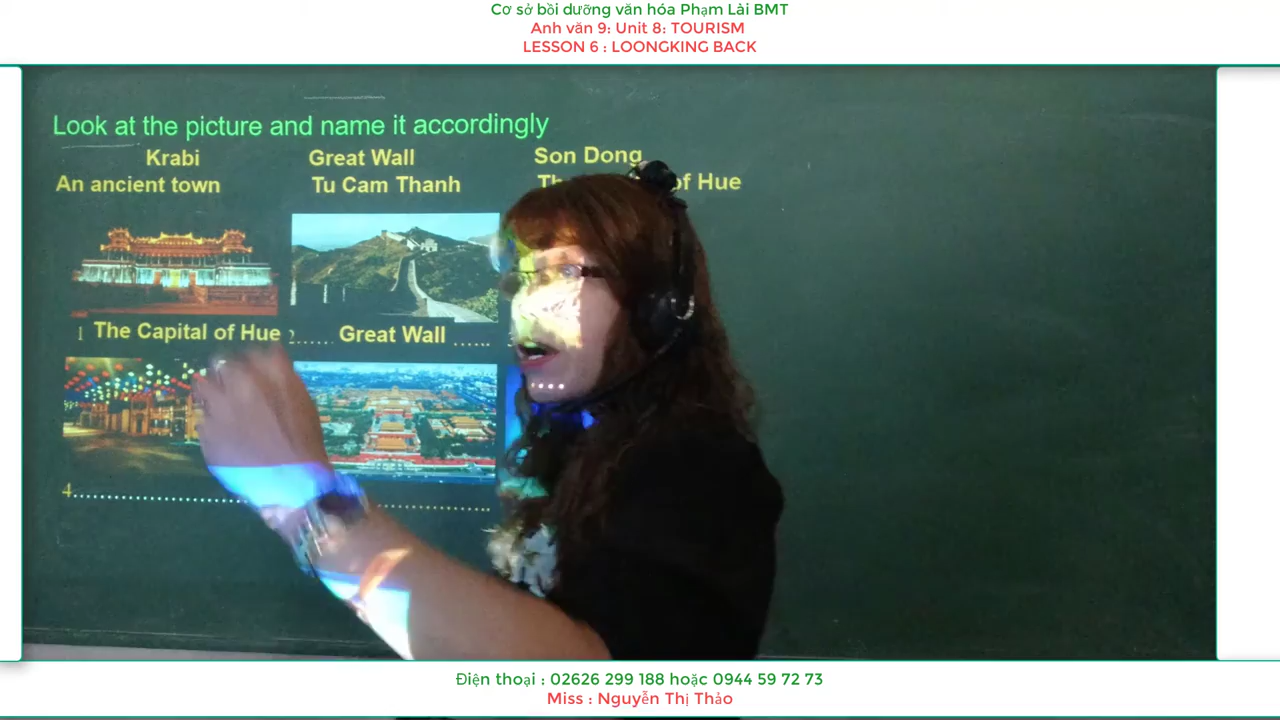 Cơ sở bồi dưỡng văn hóa Phạm Lài BMT
Anh văn 9: Unit 8: TOURISM
LESSON 6 : LOONGKING BACK
Look at the picture and name it accordingly
Krabi Great Wall Son Dong
An ancient town Tu Cam Thanh of Hue
1 The Capital of Hue 2...... Great Wall ......
4..............................
Điện thoại : 02626 299 188 hoặc 0944 59 72 73
Miss : Nguyễn Thị Thảo